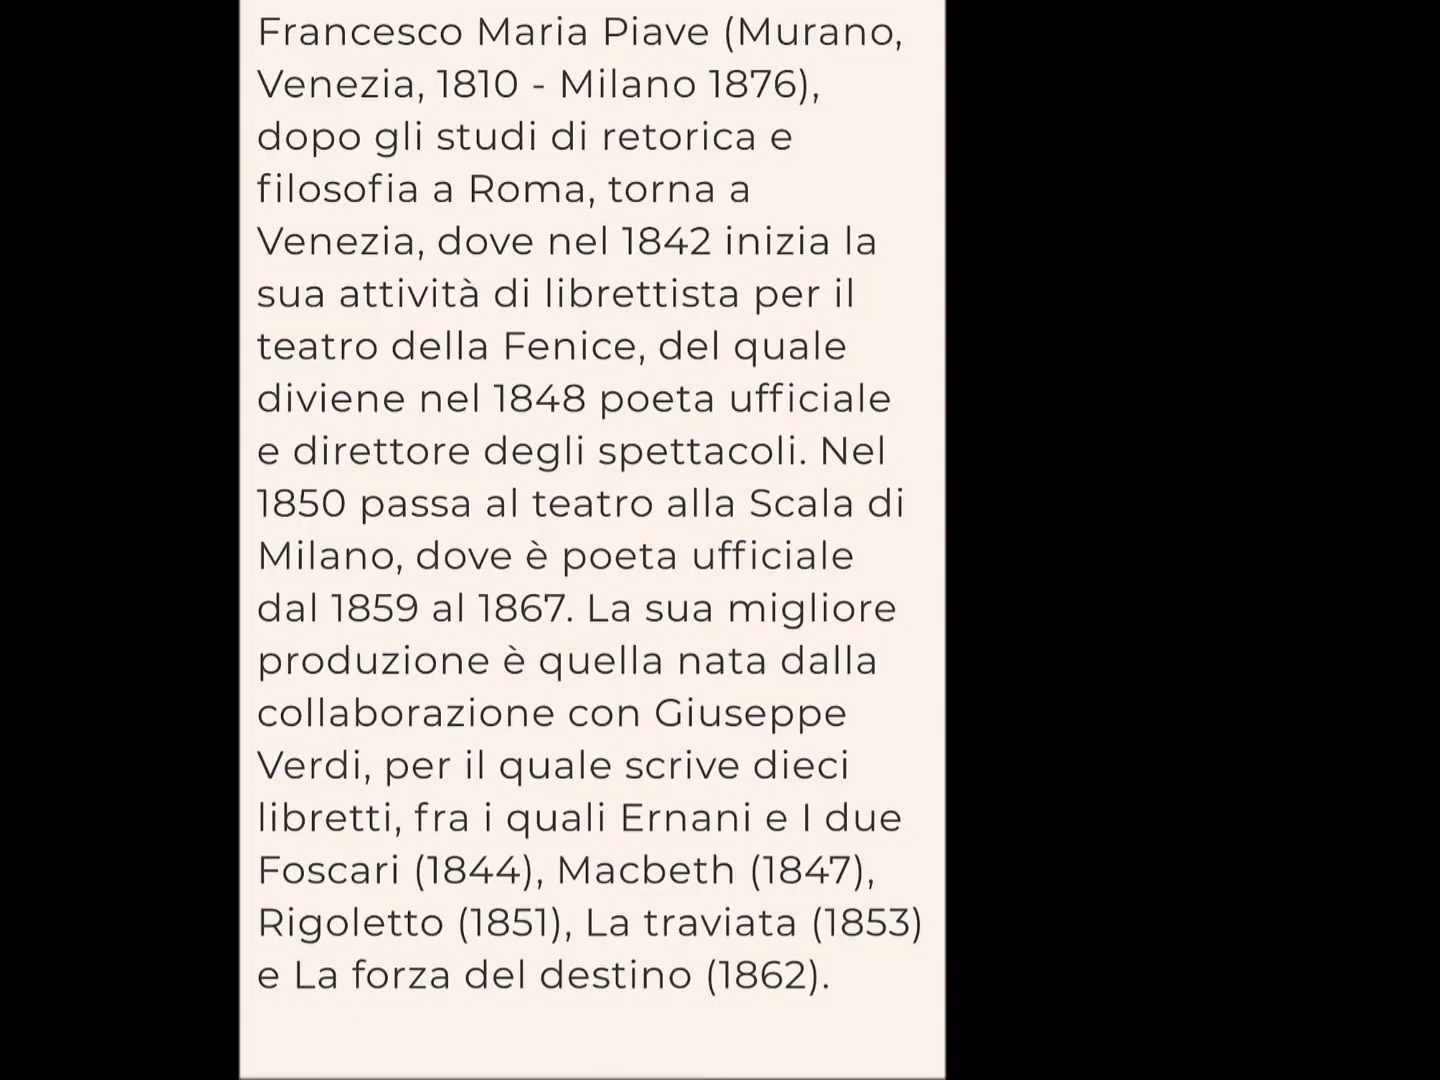 Francesco Maria Piave (Murano,
Venezia, 1810 - Milano 1876),
dopo gli studi di retorica e
filosofia a Roma, torna a
Venezia, dove nel 1842 inizia la
sua attività di librettista per il
teatro della Fenice, del quale
diviene nel 1848 poeta ufficiale
e direttore degli spettacoli. Nel
1850 passa al teatro alla Scala di
Milano, dove è poeta ufficiale
dal 1859 al 1867. La sua migliore
produzione è quella nata dalla
collaborazione con Giuseppe
Verdi, per il quale scrive dieci
libretti, fra i quali Ernani e I due
Foscari (1844), Macbeth (1847),
Rigoletto (1851), La traviata (1853)
e La forza del destino (1862).